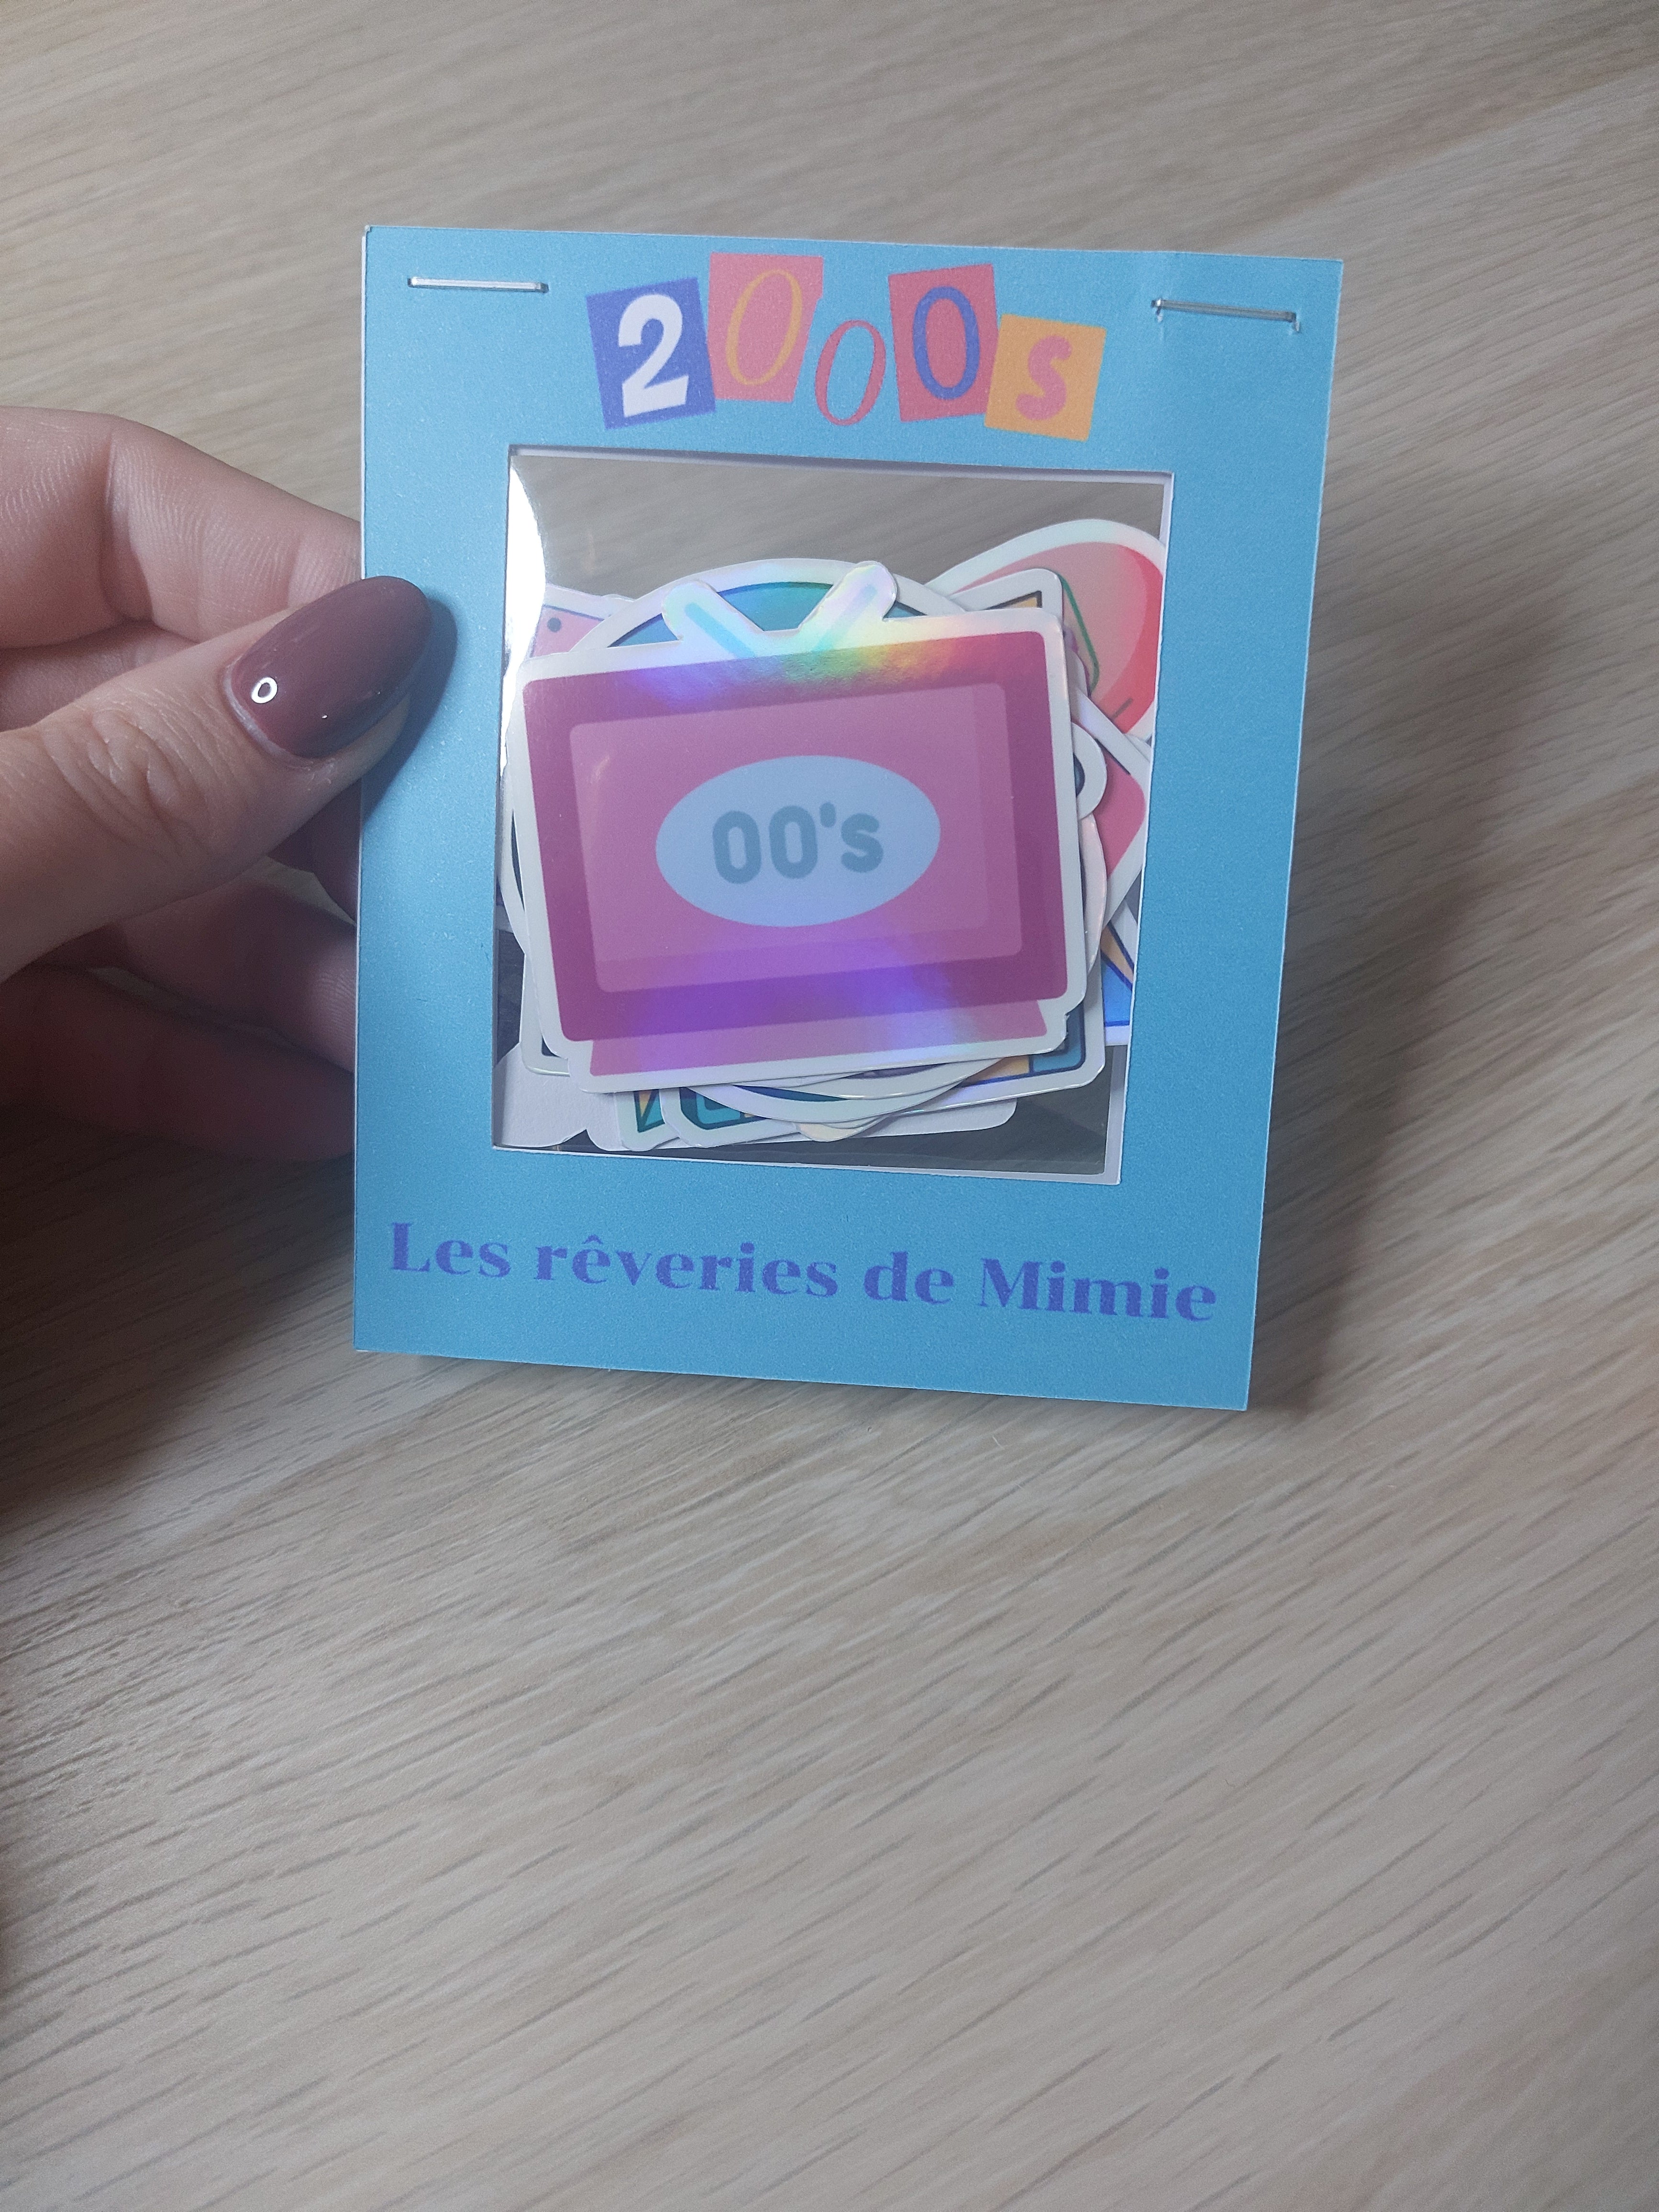 2000s
00's
Les rêveries de Mimie